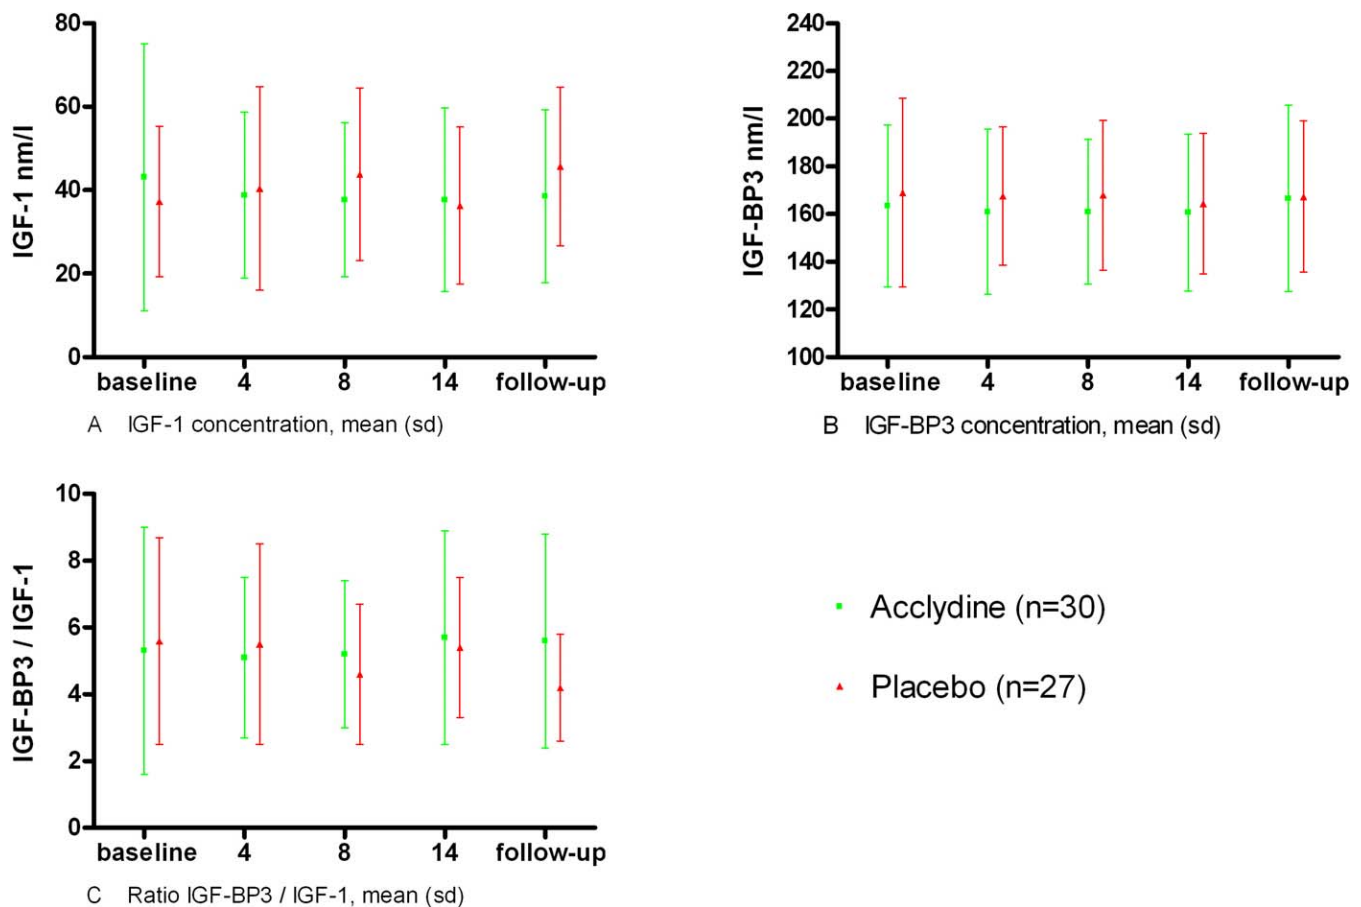 80
60
40
20
0
IGF-1 nm/l
baseline 4 8 14 follow-up
A IGF-1 concentration, mean (sd)
240
220
200
180
160
140
120
100
IGF-BP3 nm/l
baseline 4 8 14 follow-up
B IGF-BP3 concentration, mean (sd)
10
8
6
4
2
0
IGF-BP3 / IGF-1
baseline 4 8 14 follow-up
C Ratio IGF-BP3 / IGF-1, mean (sd)
Acclydine (n=30)
Placebo (n=27)